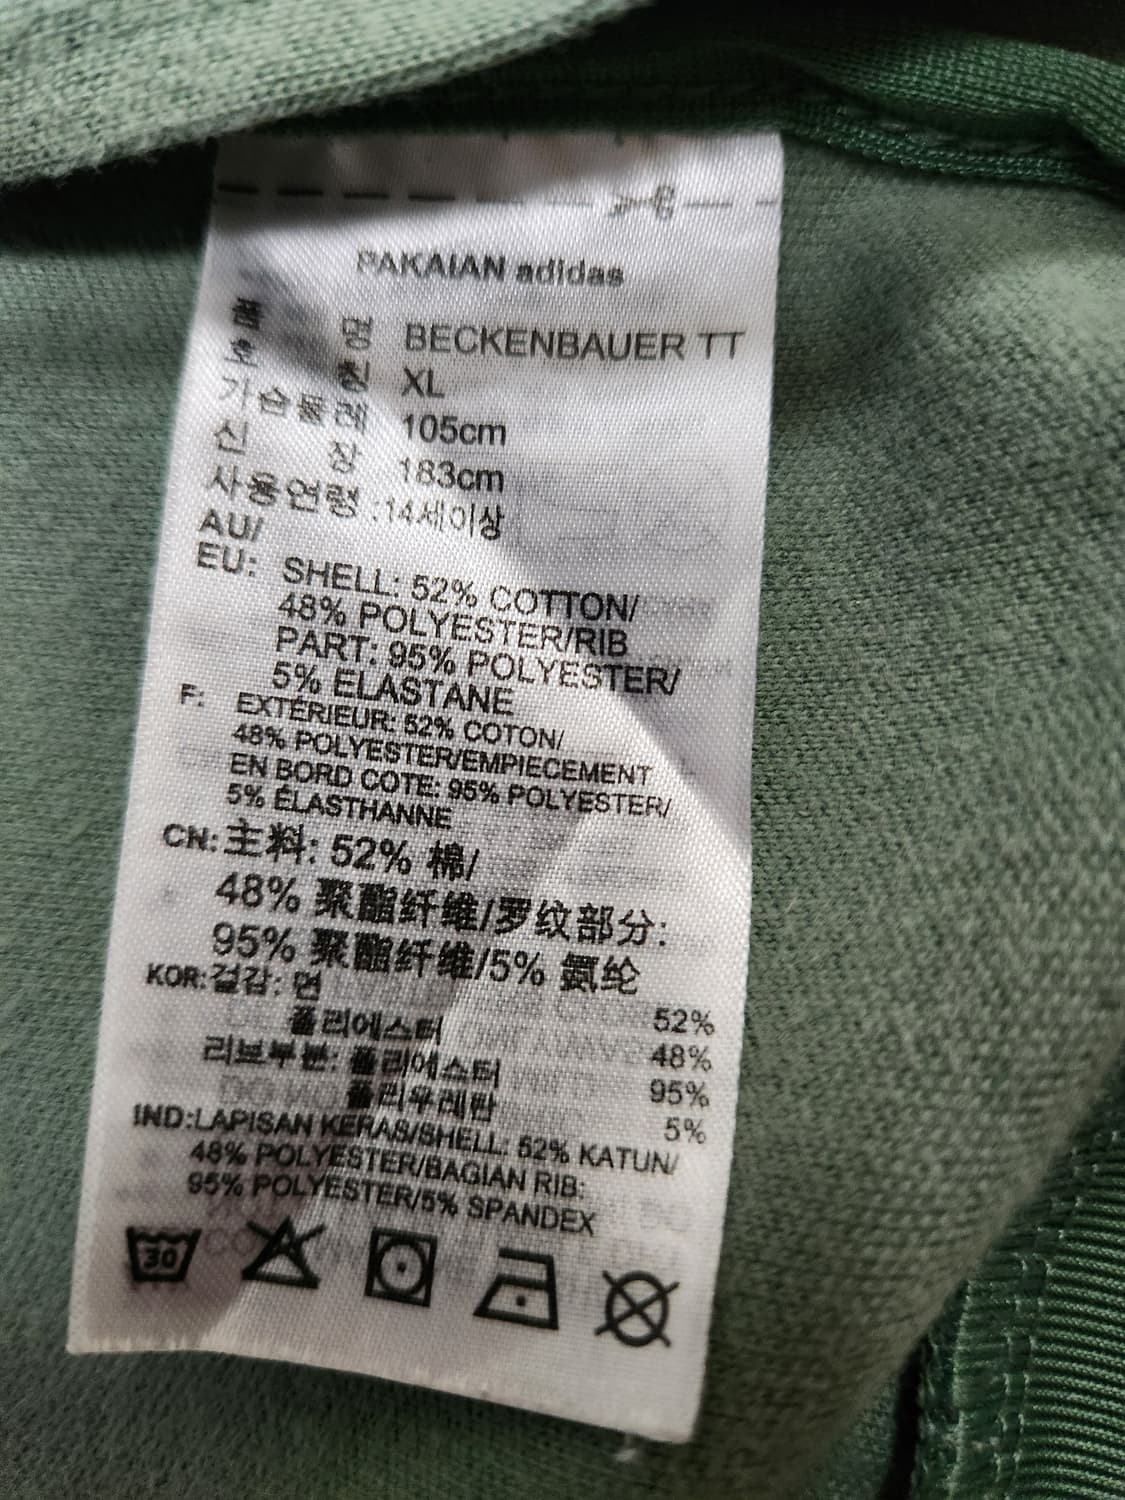 PAKAIAN adidas
품 명 BECKENBAUER TT
호 칭 XL
가슴둘레 105cm
신 장 183cm
사용연령 :14세이상
AU/
EU: SHELL: 52% COTTON/
48% POLYESTER/RIB
PART: 95% POLYESTER/
5% ELASTANE
F: EXTÉRIEUR: 52% COTON/
48% POLYESTER/EMPIECEMENT
EN BORD COTE: 95% POLYESTER/
5% ÉLASTHANNE
CN:主料: 52% 棉/
48% 聚酯纤维/罗纹部分:
95% 聚酯纤维/5% 氨纶
KOR:겉감: 면 52%
폴리에스터 48%
리브부분: 폴리에스터 95%
폴리우레탄 5%
IND:LAPISAN KERAS/SHELL: 52% KATUN/
48% POLYESTER/BAGIAN RIB:
95% POLYESTER/5% SPANDEX
30